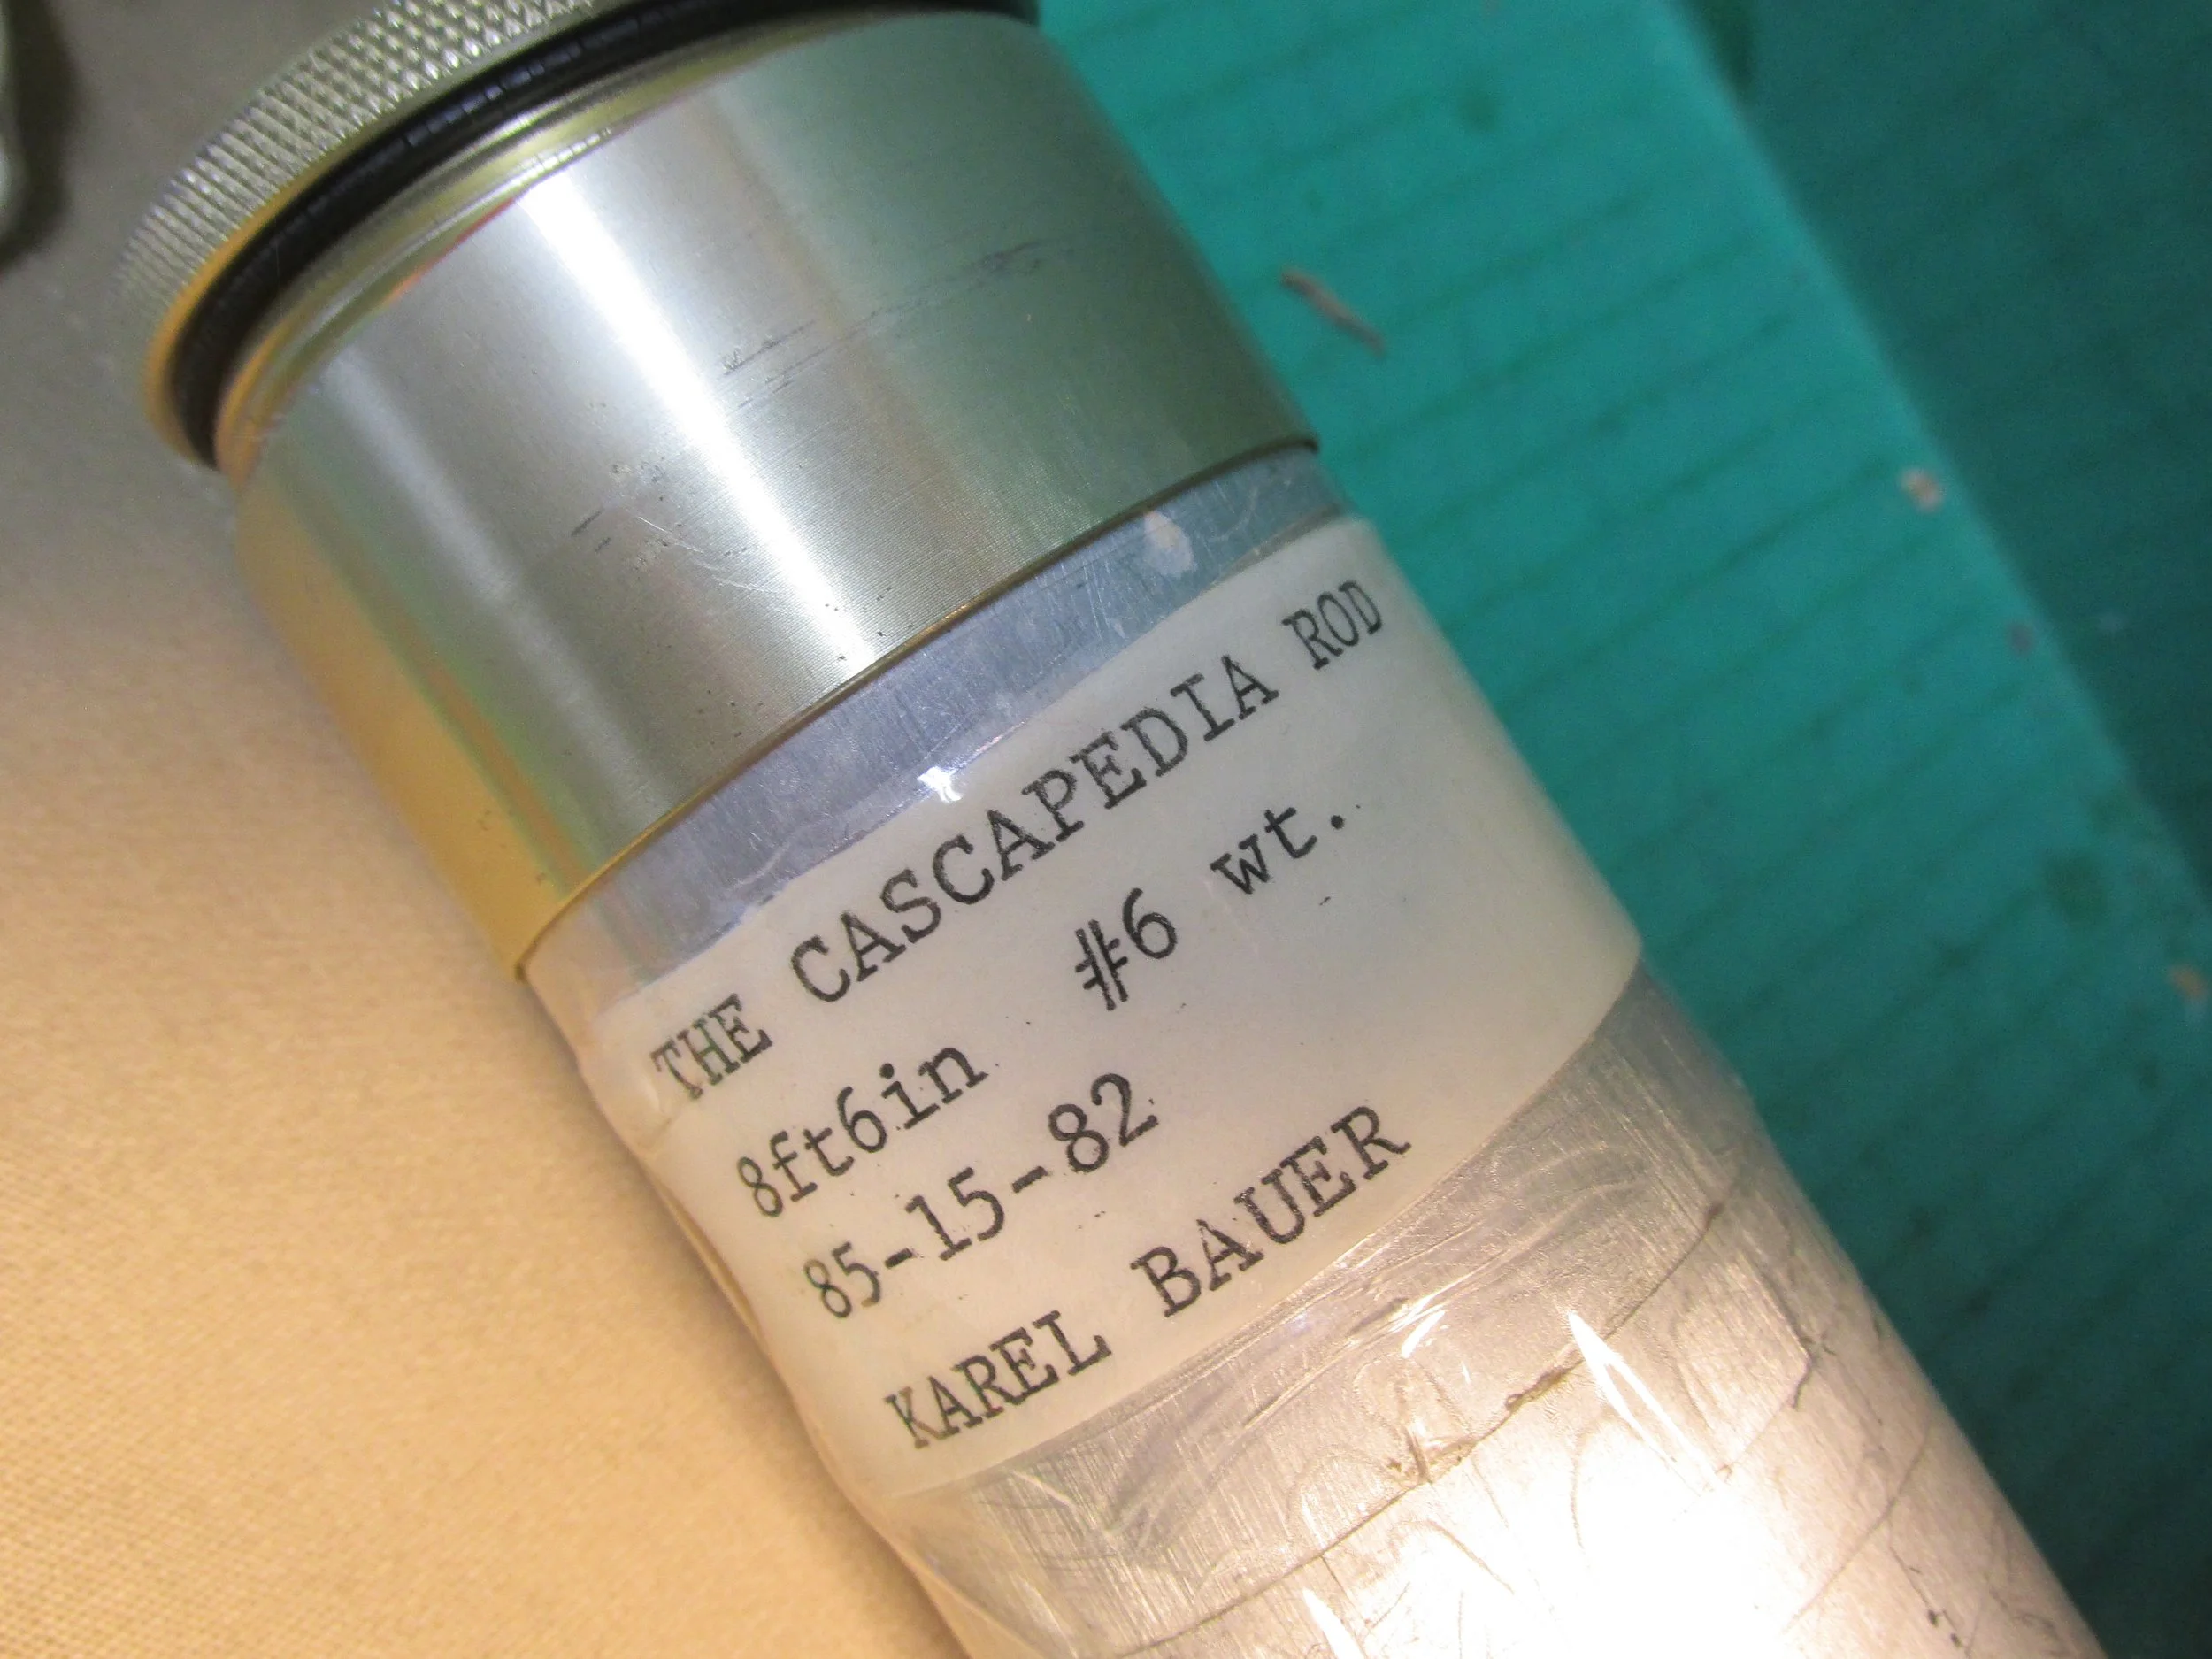 THE CASCAPEDIA ROD
8ft6in #6 wt.
85-15-82
KAREL BAUER